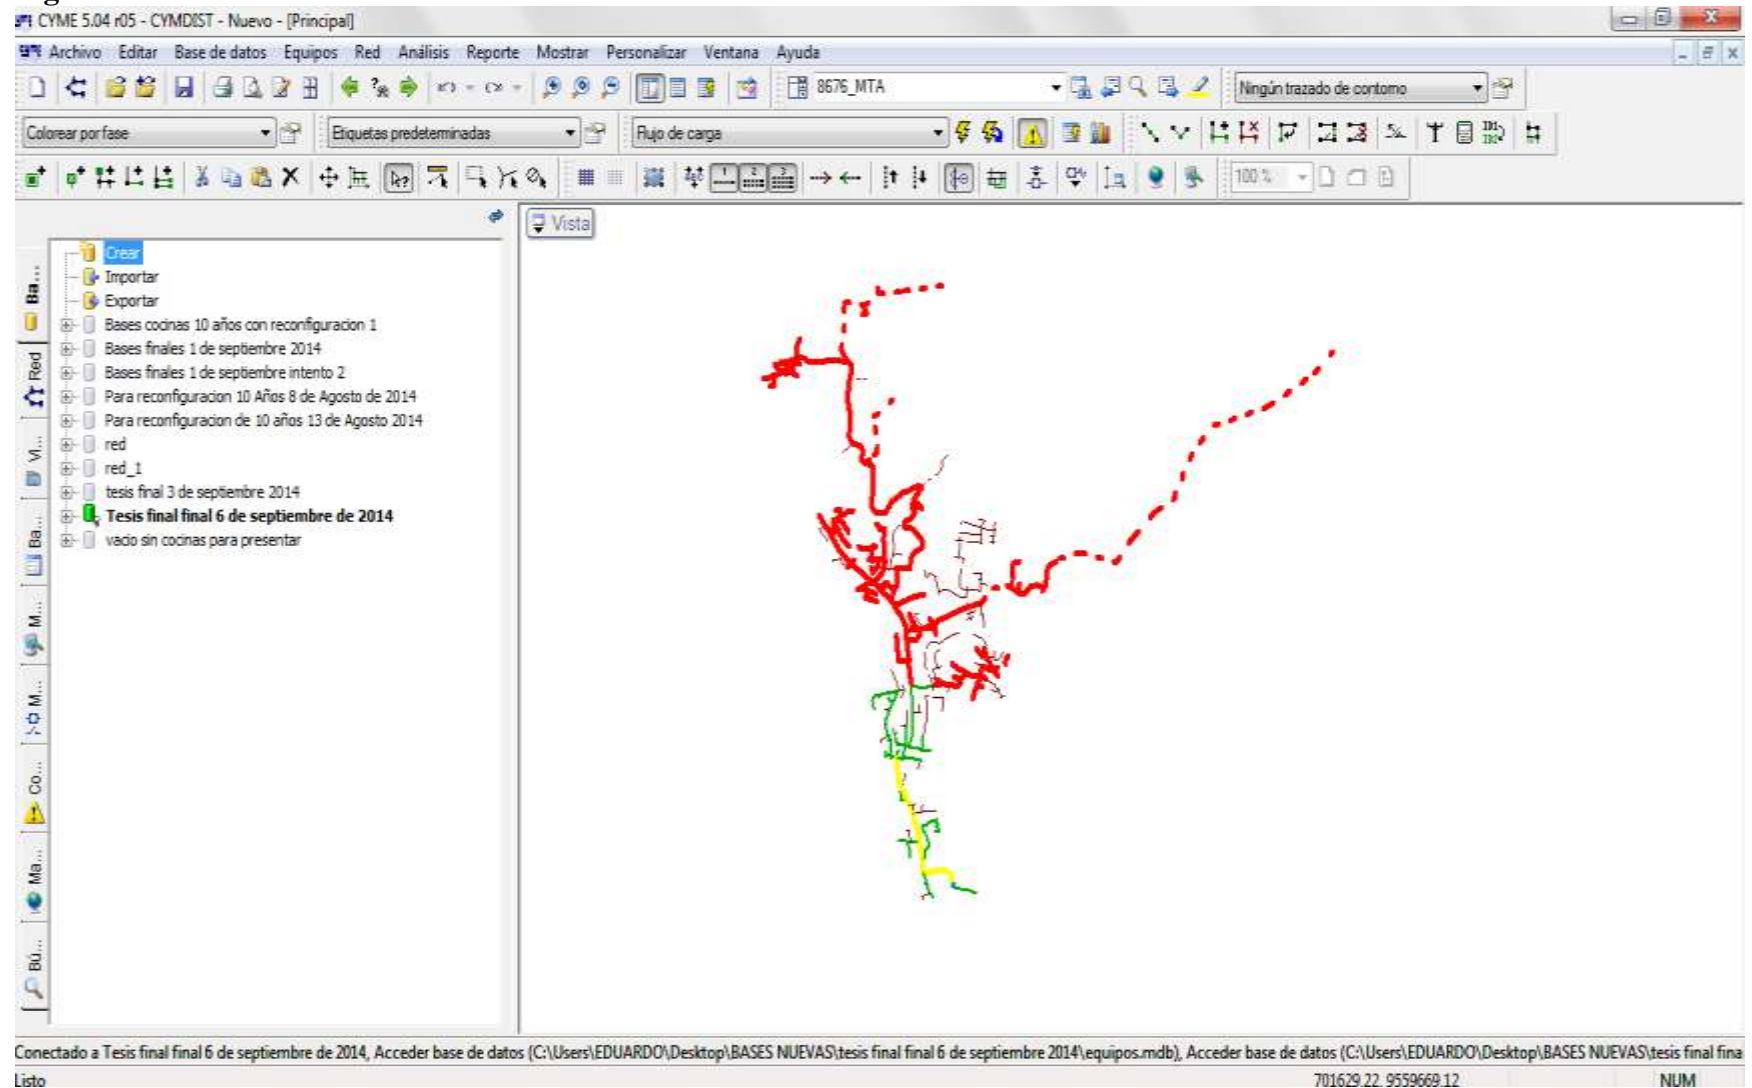 CYME 5.04 r05 - CYMDIST - Nuevo - [Principal]
Archivo Editar Base de datos Equipos Red Análisis Reporte Mostrar Personalizar Ventana Ayuda
8676_MTA Ningún trazado de contorno
Colorear por fase Etiquetas predeterminadas Flujo de carga
100 %
Vista
Crear
Importar
Exportar
Bases cocinas 10 años con reconfiguracion 1
Bases finales 1 de septiembre 2014
Bases finales 1 de septiembre intento 2
Para reconfiguracion 10 Años 8 de Agosto de 2014
Para reconfiguracion de 10 años 13 de Agosto 2014
red
red_1
tesis final 3 de septiembre 2014
Tesis final final 6 de septiembre de 2014
vacio sin cocinas para presentar
Ba...
Red
Vi...
Ba...
M...
M...
Co...
Ma...
Bú...
Conectado a Tesis final final 6 de septiembre de 2014, Acceder base de datos (C:\Users\EDUARDO\Desktop\BASES NUEVAS\tesis final final 6 de septiembre 2014\equipos.mdb), Acceder base de datos (C:\Users\EDUARDO\Desktop\BASES NUEVAS\tesis final fina
Listo 701629.22, 9559669.12 NUM